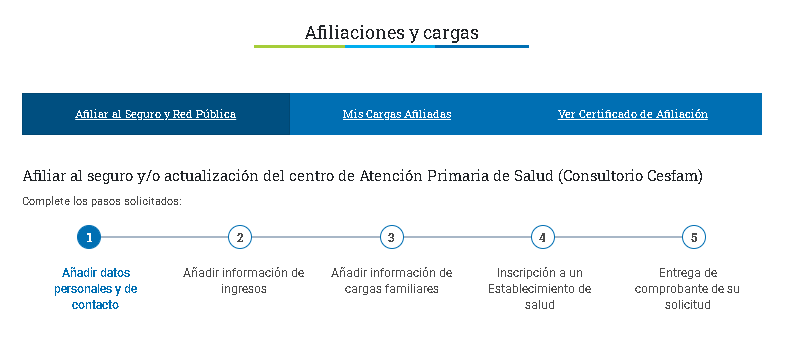 Afiliaciones y cargas
Afiliar al Seguro y Red Pública
Mis Cargas Afiliadas
Ver Certificado de Afiliación
Afiliar al seguro y/o actualización del centro de Atención Primaria de Salud (Consultorio Cesfam)
Complete los pasos solicitados:
1
2
3
4
5
Añadir datos
personales y de
contacto
Añadir información de
ingresos
Añadir información de
cargas familiares
Inscripción a un
Establecimiento de
salud
Entrega de
comprobante de su
solicitud